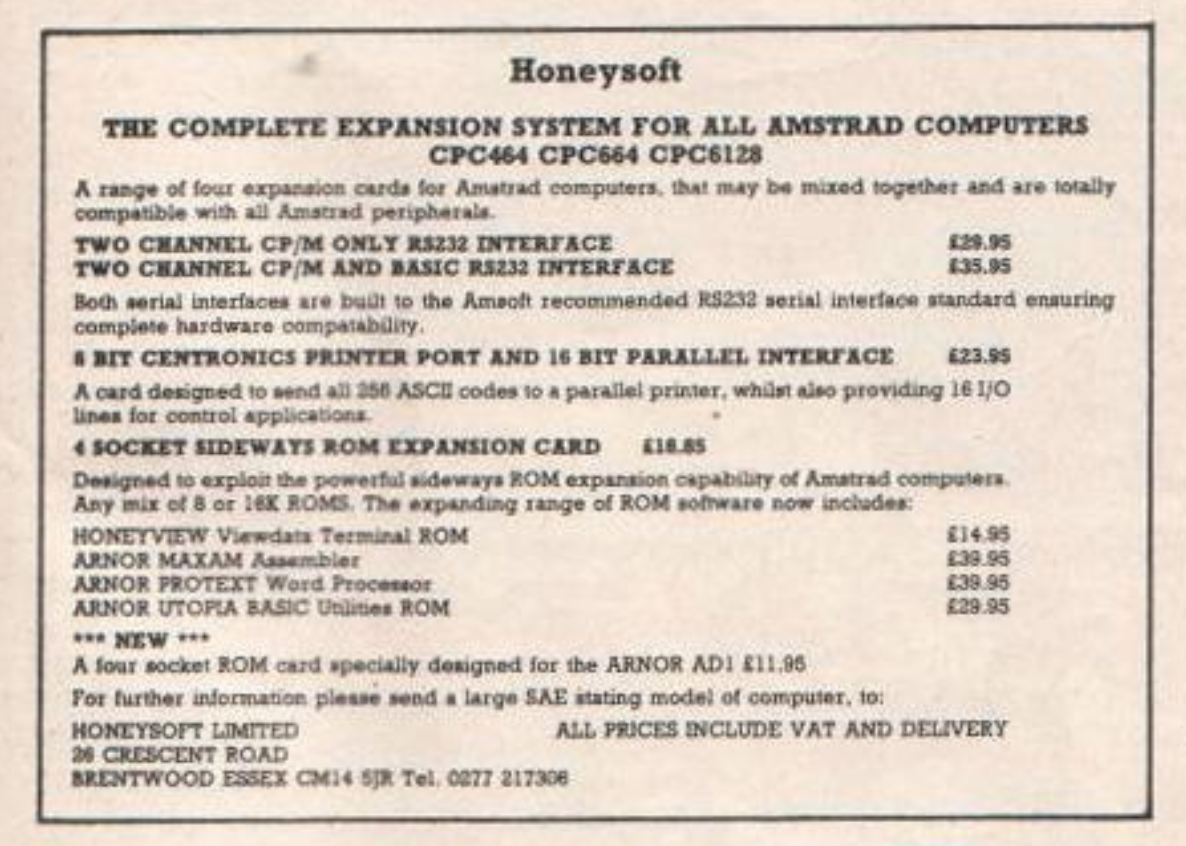 Honeysoft
THE COMPLETE EXPANSION SYSTEM FOR ALL AMSTRAD COMPUTERS
CPC464 CPC664 CPC6128
A range of four expansion cards for Amstrad computers, that may be mixed together and are totally
compatible with all Amstrad peripherals.
TWO CHANNEL CP/M ONLY RS232 INTERFACE £29.95
TWO CHANNEL CP/M AND BASIC RS232 INTERFACE £35.95
Both serial interfaces are built to the Amsoft recommended RS232 serial interface standard ensuring
complete hardware compatability.
8 BIT CENTRONICS PRINTER PORT AND 16 BIT PARALLEL INTERFACE £23.95
A card designed to send all 256 ASCII codes to a parallel printer, whilst also providing 16 I/O
lines for control applications.
4 SOCKET SIDEWAYS ROM EXPANSION CARD
Designed to exploit the powerful sideways ROM expansion capability of Amstrad computers.
Any mix of 8 or 16K ROMS. The expanding range of ROM software now includes:
HONEYVIEW Viewdata Terminal ROM £14.95
ARNOR MAXAM Assembler £39.95
ARNOR PROTEXT Word Processor £39.95
ARNOR UTOPIA BASIC Utilities ROM £29.95
*** NEW ***
A four socket ROM card specially designed for the ARNOR AD1 £11.95
For further information please send a large SAE stating model of computer, to:
HONEYSOFT LIMITED ALL PRICES INCLUDE VAT AND DELIVERY
26 CRESCENT ROAD
BRENTWOOD ESSEX CM14 5JR Tel. 0277 217306